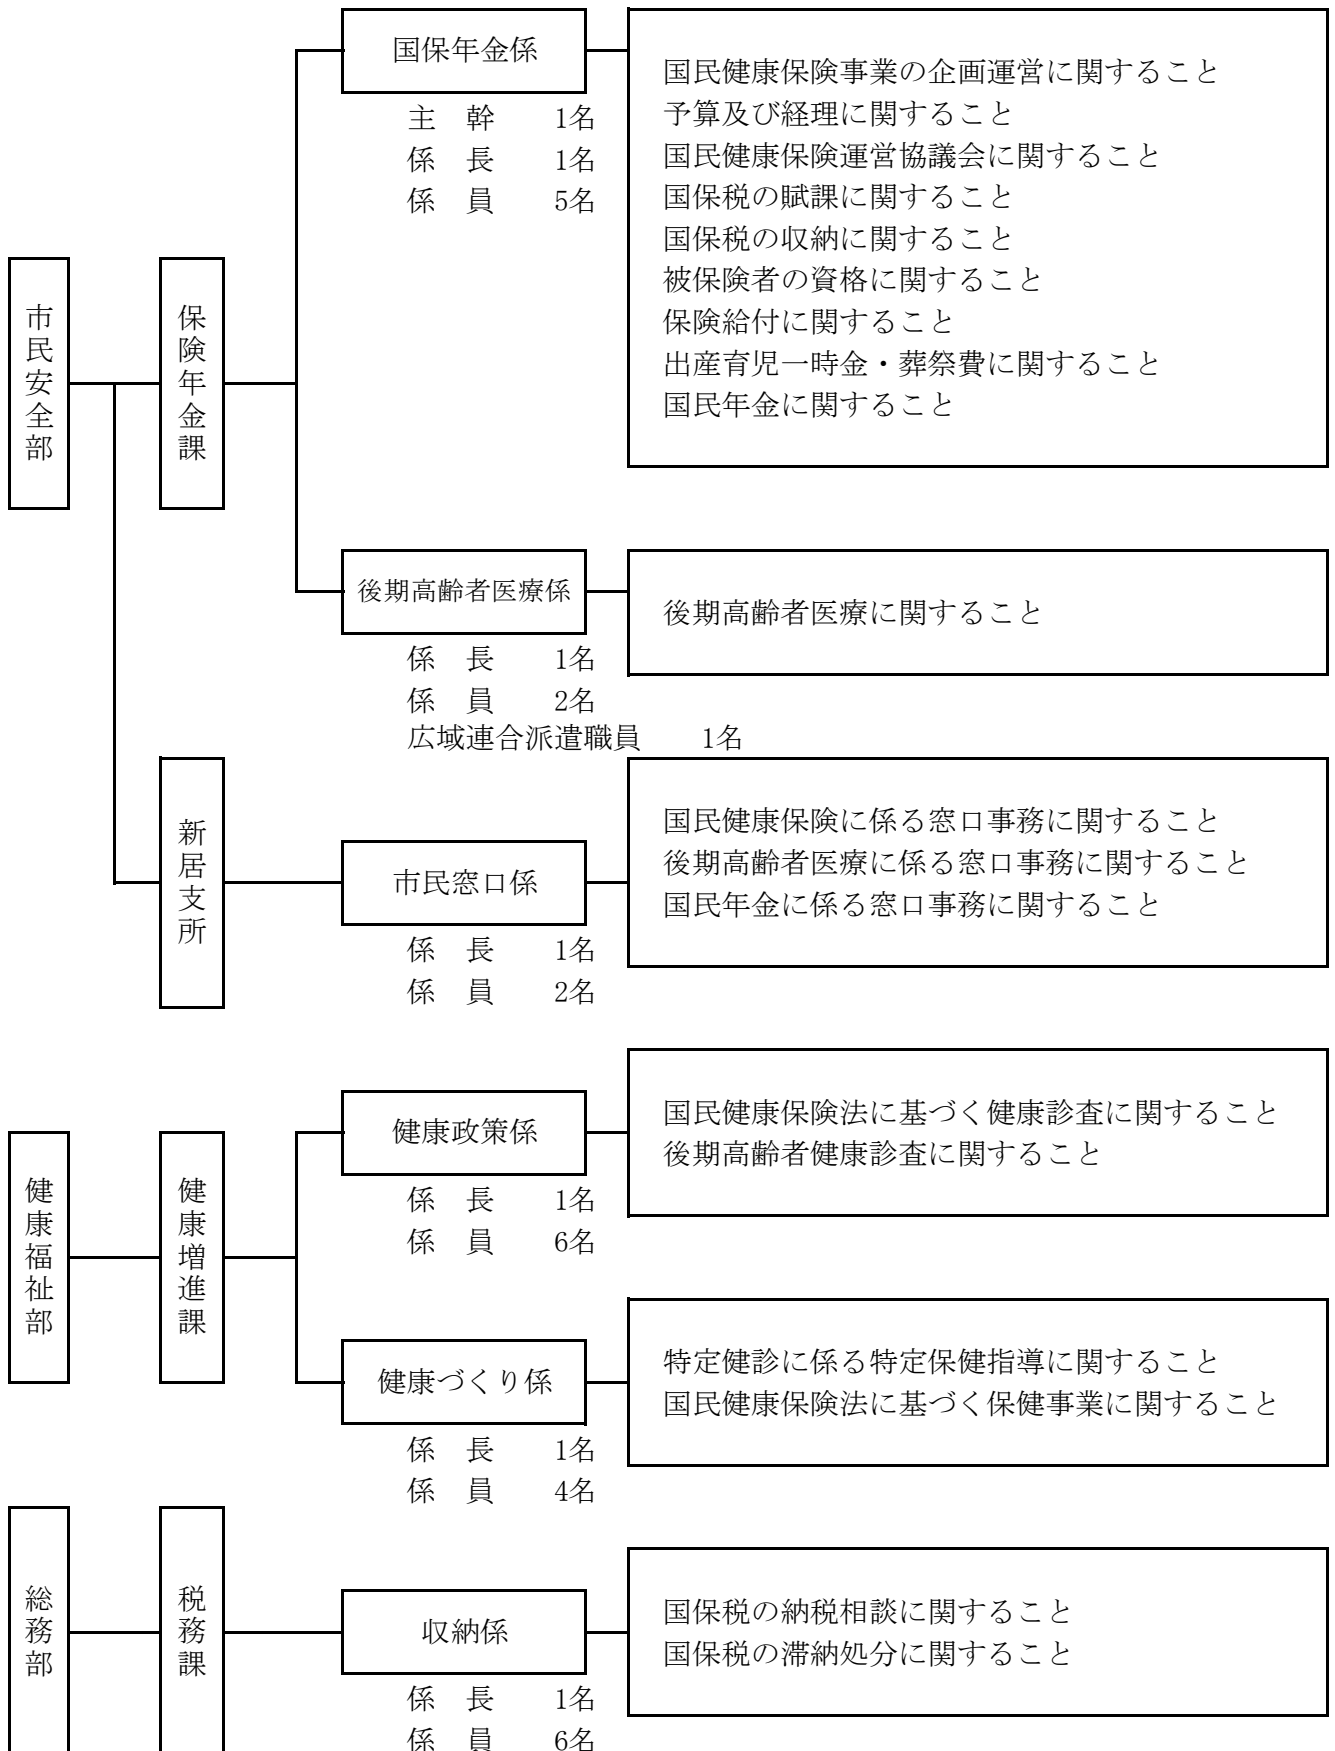 市民安全部
保険年金課
国保年金係
主　幹　　1名
係　長　　1名
係　員　　5名
国民健康保険事業の企画運営に関すること
予算及び経理に関すること
国民健康保険運営協議会に関すること
国保税の賦課に関すること
国保税の収納に関すること
被保険者の資格に関すること
保険給付に関すること
出産育児一時金・葬祭費に関すること
国民年金に関すること
後期高齢者医療係
係　長　　1名
係　員　　2名
広域連合派遣職員　　1名
後期高齢者医療に関すること
新居支所
市民窓口係
係　長　　1名
係　員　　2名
国民健康保険に係る窓口事務に関すること
後期高齢者医療に係る窓口事務に関すること
国民年金に係る窓口事務に関すること
健康福祉部
健康増進課
健康政策係
係　長　　1名
係　員　　6名
国民健康保険法に基づく健康診査に関すること
後期高齢者健康診査に関すること
健康づくり係
係　長　　1名
係　員　　4名
特定健診に係る特定保健指導に関すること
国民健康保険法に基づく保健事業に関すること
総務部
税務課
収納係
係　長　　1名
係　員　　6名
国保税の納税相談に関すること
国保税の滞納処分に関すること